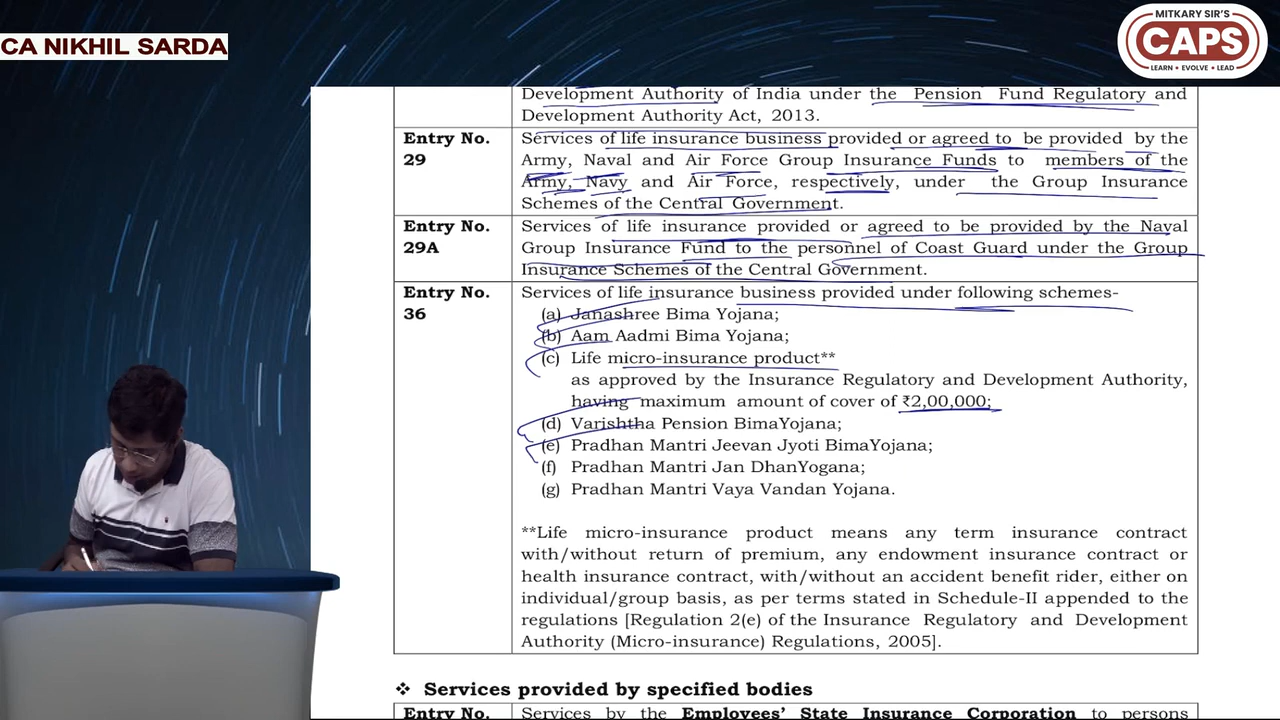 CA NIKHIL SARDA
MITKARY SIR'S
CAPS
LEARN • EVOLVE • LEAD
Development Authority of India under the Pension Fund Regulatory and
Development Authority Act, 2013.
Entry No.
29
Services of life insurance business provided or agreed to be provided by the
Army, Naval and Air Force Group Insurance Funds to members of the
Army, Navy and Air Force, respectively, under the Group Insurance
Schemes of the Central Government.
Entry No.
29A
Services of life insurance provided or agreed to be provided by the Naval
Group Insurance Fund to the personnel of Coast Guard under the Group
Insurance Schemes of the Central Government.
Entry No.
36
Services of life insurance business provided under following schemes-
(a) Janashree Bima Yojana;
(b) Aam Aadmi Bima Yojana;
(c) Life micro-insurance product**
as approved by the Insurance Regulatory and Development Authority,
having maximum amount of cover of ₹2,00,000;
(d) Varishtha Pension BimaYojana;
(e) Pradhan Mantri Jeevan Jyoti BimaYojana;
(f) Pradhan Mantri Jan DhanYogana;
(g) Pradhan Mantri Vaya Vandan Yojana.
**Life micro-insurance product means any term insurance contract
with/without return of premium, any endowment insurance contract or
health insurance contract, with/without an accident benefit rider, either on
individual/group basis, as per terms stated in Schedule-II appended to the
regulations [Regulation 2(e) of the Insurance Regulatory and Development
Authority (Micro-insurance) Regulations, 2005].
❖ Services provided by specified bodies
Entry No.
Services by the Employees' State Insurance Corporation to persons